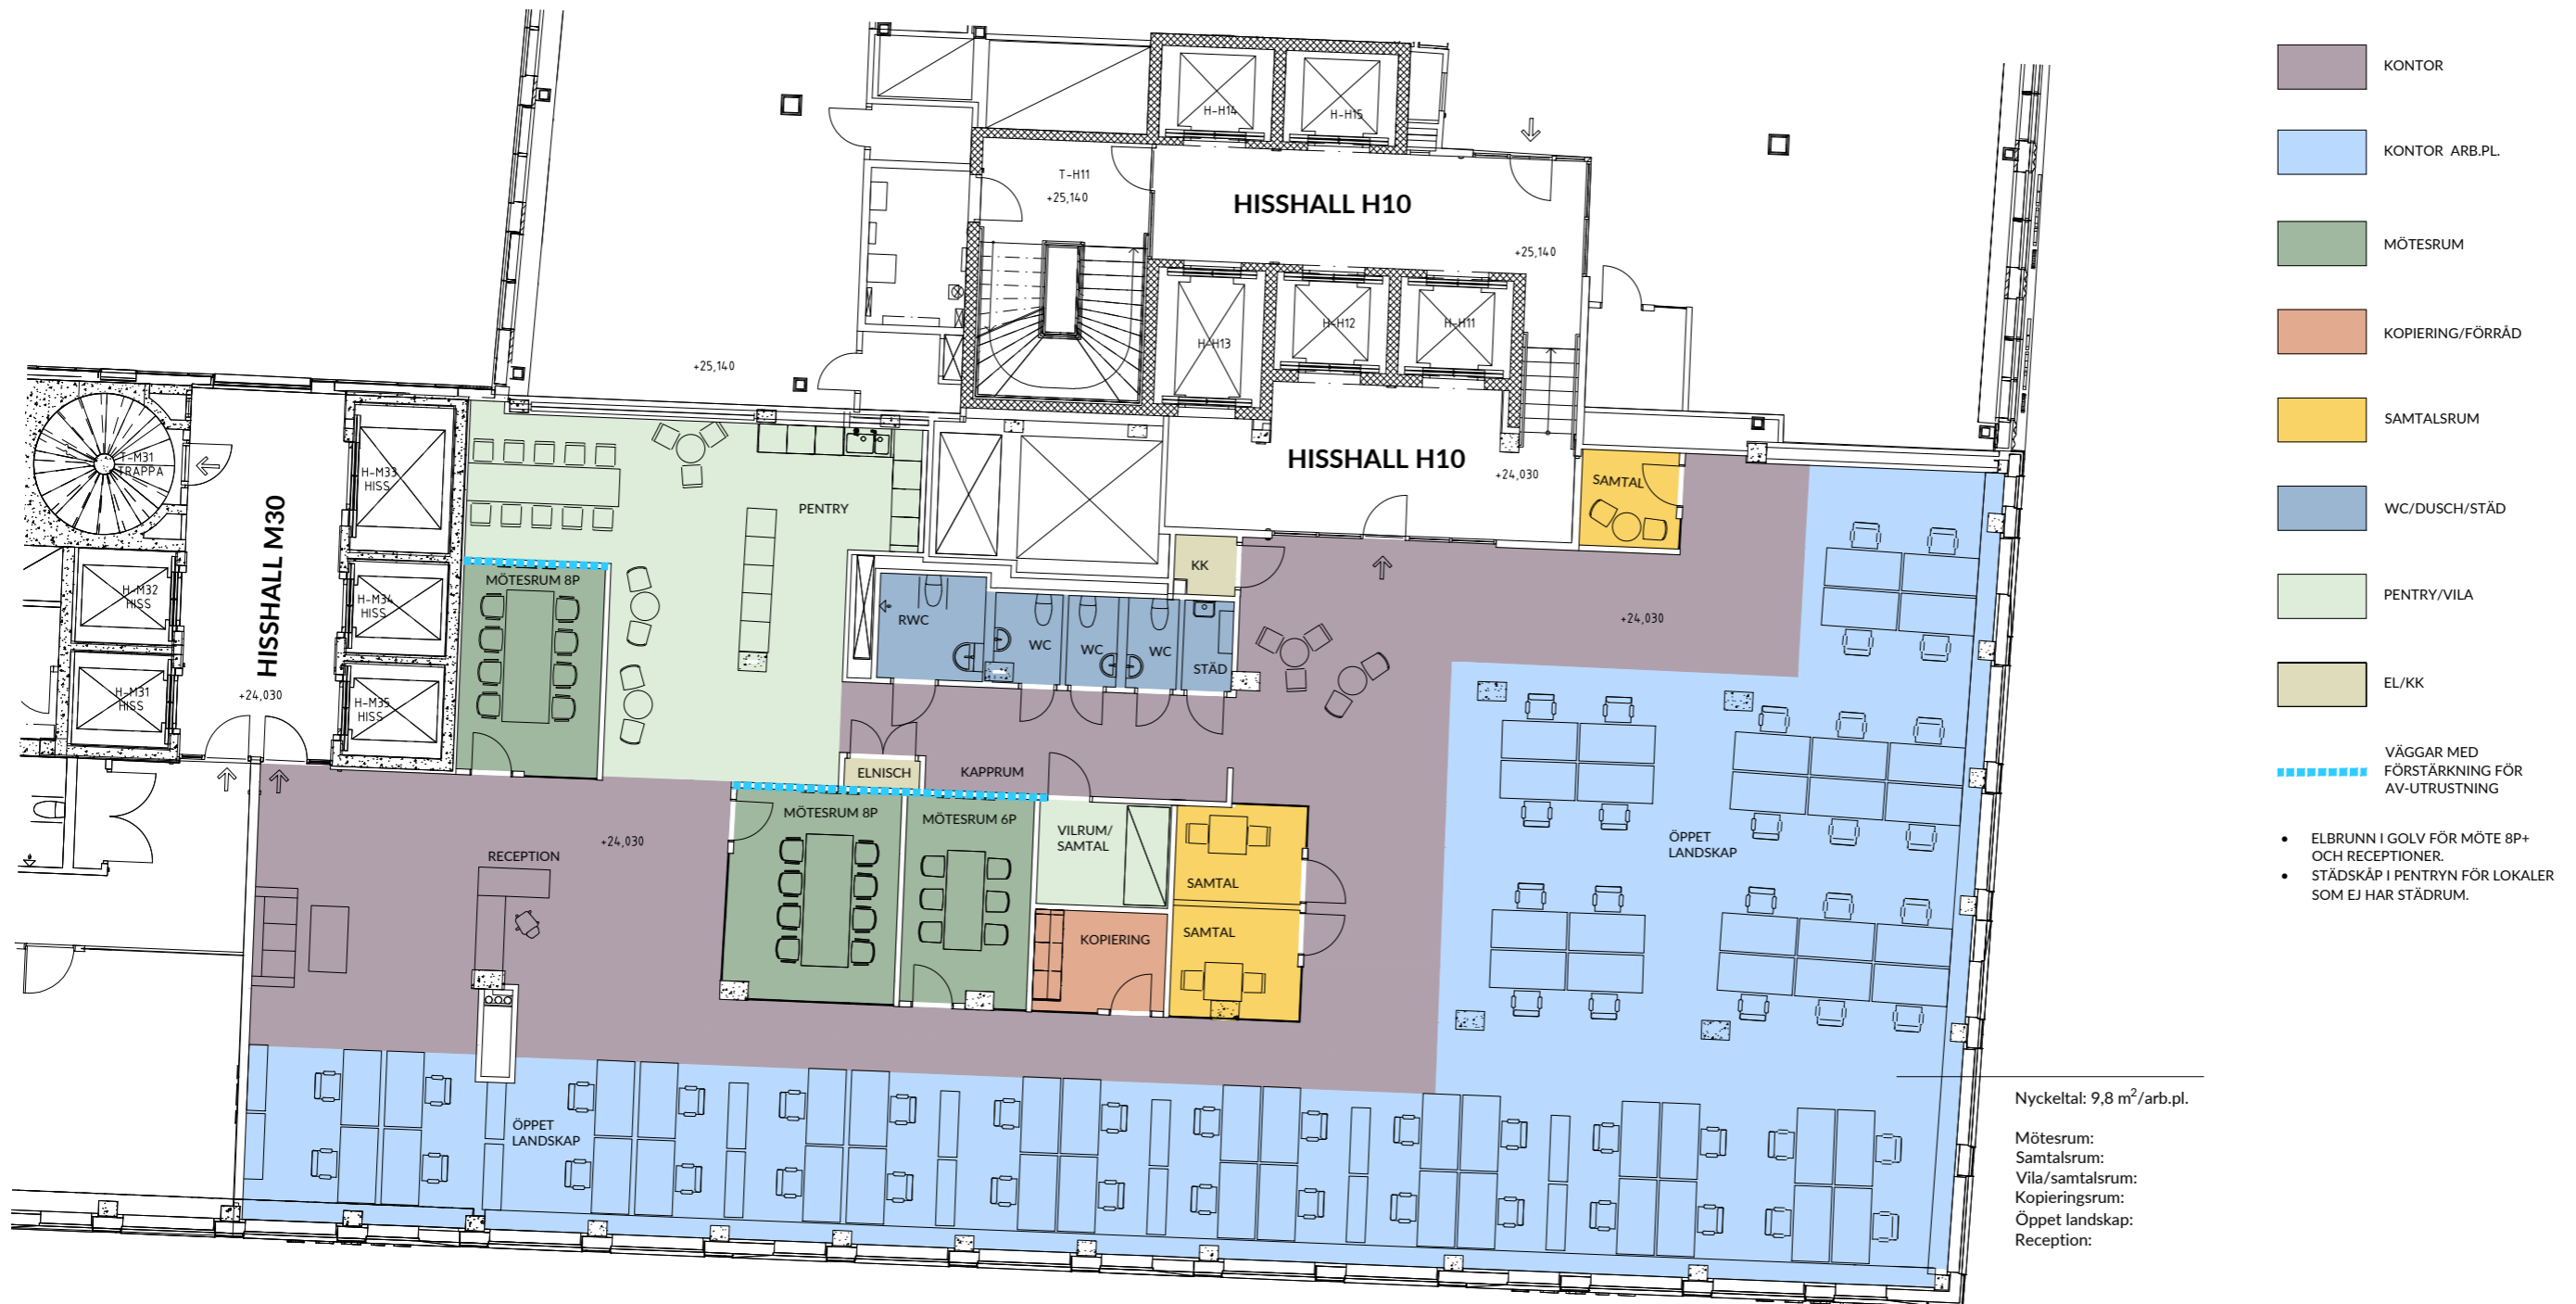 H-H14
H-H15
T-H11
+25,140
HISSHALL H10
+25,140
H-H13
H-H12
H-H11
+25,140
T-M31
TRAPPA
H-M33
HISS
HISSHALL M30
H-M32
HISS
H-M34
HISS
H-M31
HISS
H-M35
HISS
+24,030
PENTRY
HISSHALL H10
+24,030
SAMTAL
MÖTESRUM 8P
KK
RWC
WC
WC
WC
STÄD
+24,030
ELNISCH
KAPPRUM
MÖTESRUM 8P
MÖTESRUM 6P
VILRUM/
SAMTAL
SAMTAL
SAMTAL
KOPIERING
+24,030
RECEPTION
ÖPPET
LANDSKAP
ÖPPET
LANDSKAP
KONTOR
KONTOR ARB.PL.
MÖTESRUM
KOPIERING/FÖRRÅD
SAMTALSRUM
WC/DUSCH/STÄD
PENTRY/VILA
EL/KK
VÄGGAR MED
FÖRSTÄRKNING FÖR
AV-UTRUSTNING
• ELBRUNN I GOLV FÖR MÖTE 8P+
OCH RECEPTIONER.
• STÄDSKÅP I PENTRYN FÖR LOKALER
SOM EJ HAR STÄDRUM.
Nyckeltal: 9,8 m²/arb.pl.
Mötesrum:
Samtalsrum:
Vila/samtalsrum:
Kopieringsrum:
Öppet landskap:
Reception: